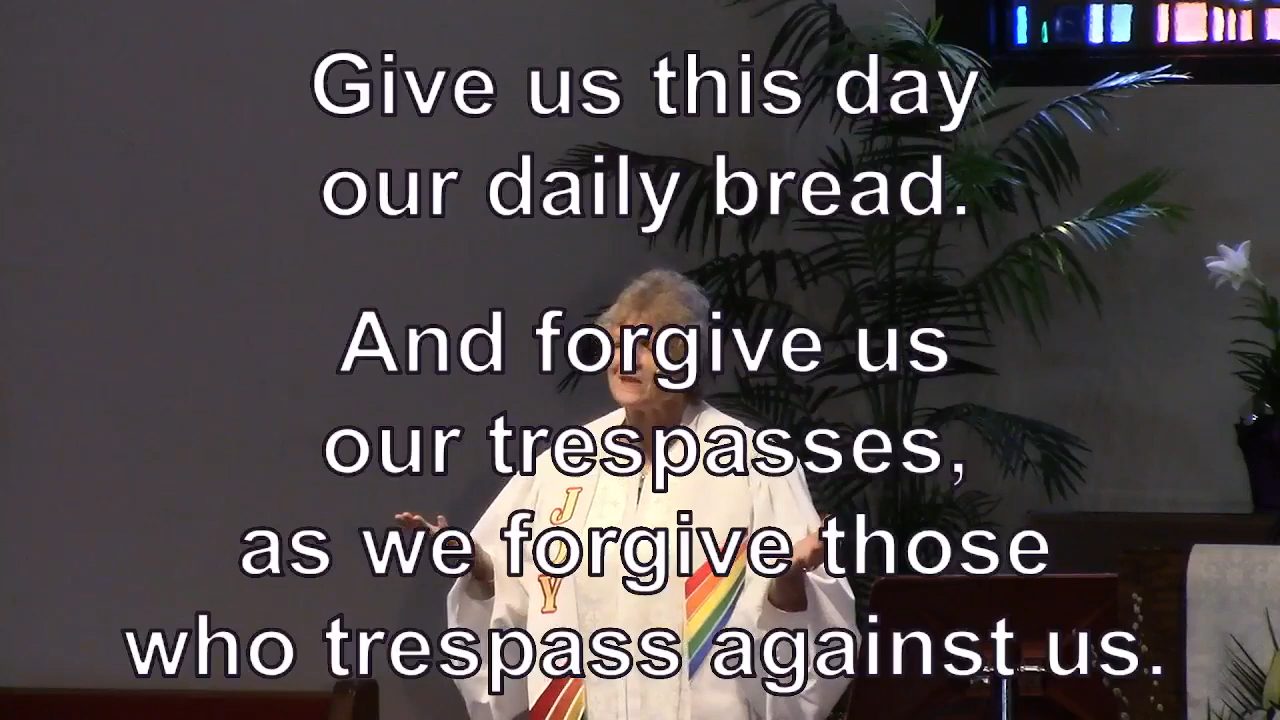 Give us this day
our daily bread.
And forgive us
our trespasses,
as we forgive those
who trespass against us.
JOY